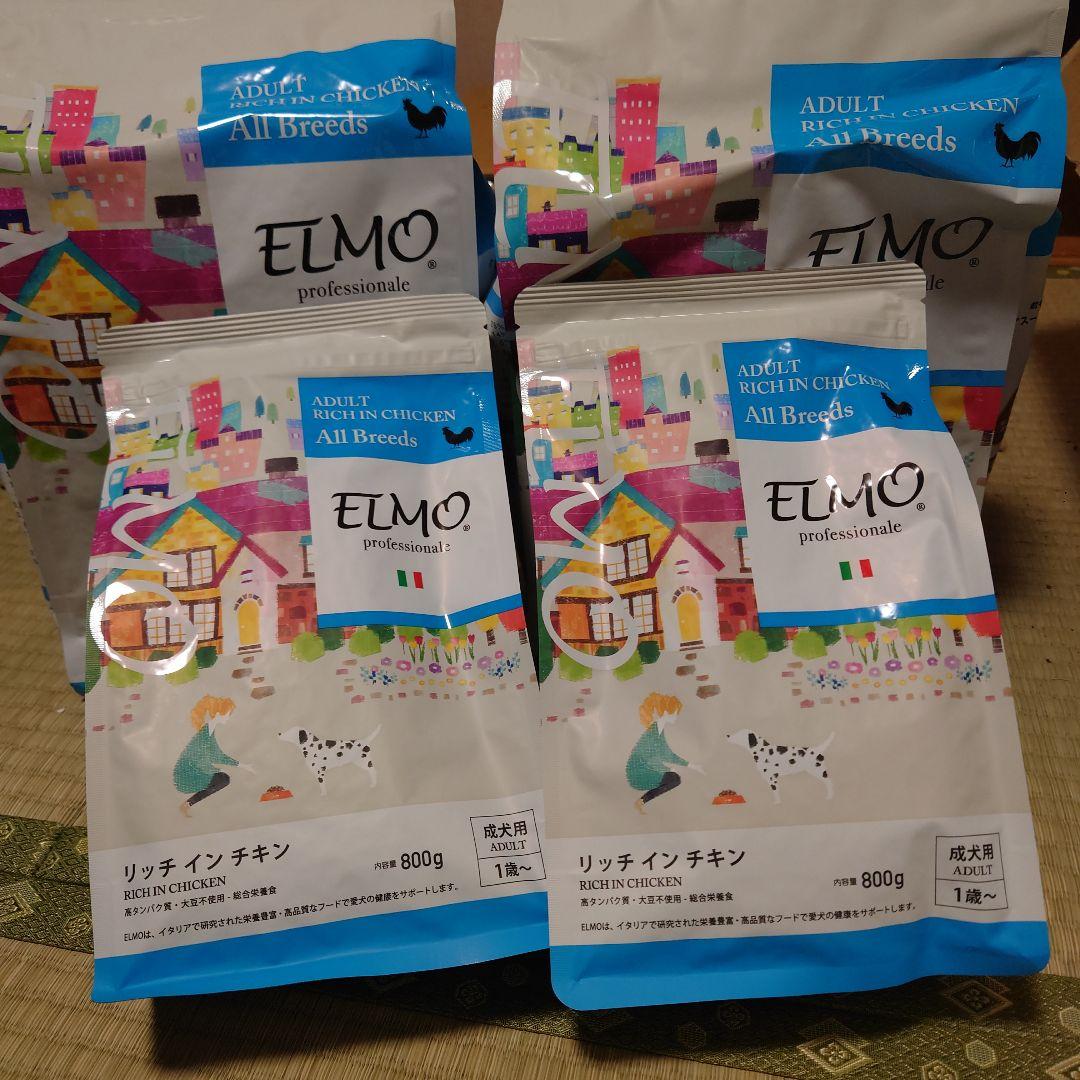 ADULT
RICH IN CHICKEN
All Breeds
ELMO®
professionale
ADULT
RICH IN CHICKEN
All Breeds
ELMO®
ADULT
RICH IN CHICKEN
All Breeds
ELMO®
professionale
リッチ イン チキン
RICH IN CHICKEN
高タンパク質・大豆不使用 - 総合栄養食
ELMOは、イタリアで研究された栄養豊富・高品質なフードで愛犬の健康をサポートします。
内容量 800g
成犬用
ADULT
1歳~
ADULT
RICH IN CHICKEN
All Breeds
ELMO®
professionale
リッチ イン チキン
RICH IN CHICKEN
高タンパク質・大豆不使用 - 総合栄養食
ELMOは、イタリアで研究された栄養豊富・高品質なフードで愛犬の健康をサポートします。
内容量 800g
成犬用
ADULT
1歳~